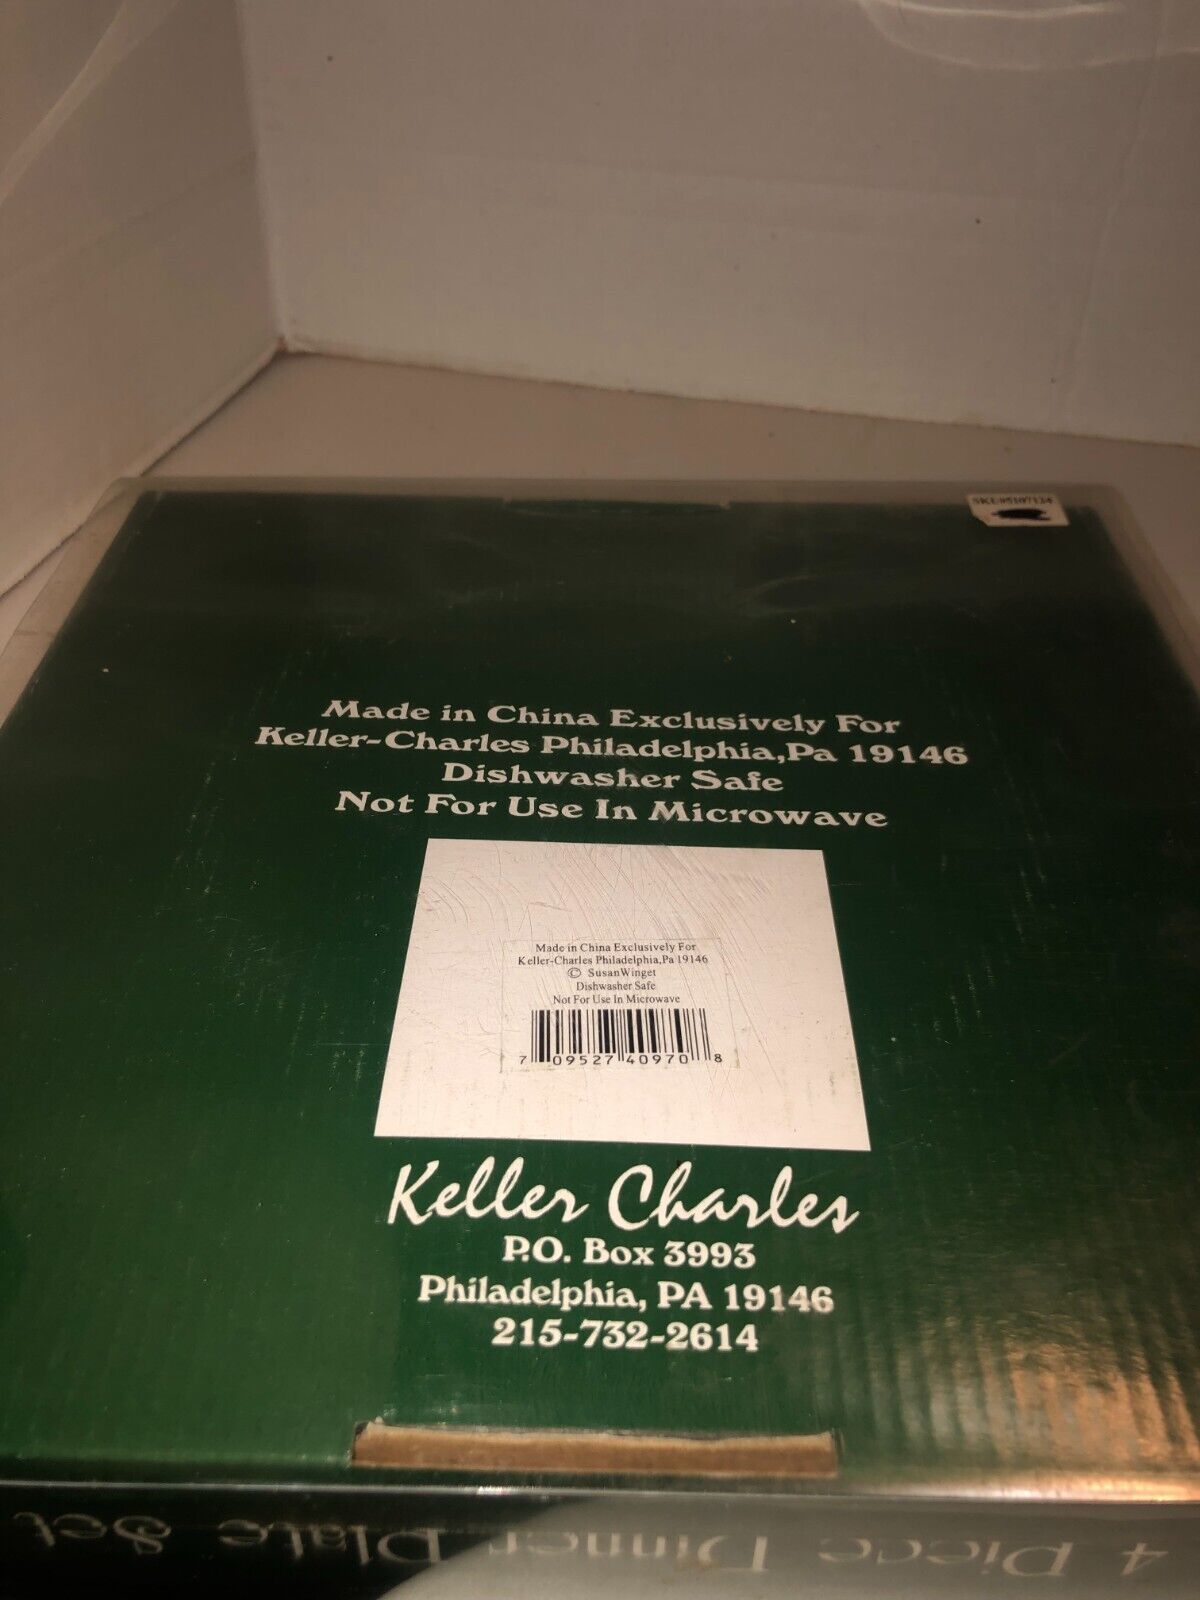 SKU#5107114
Made in China Exclusively For
Keller-Charles Philadelphia,Pa 19146
Dishwasher Safe
Not For Use In Microwave
Made in China Exclusively For
Keller-Charles Philadelphia,Pa 19146
© SusanWinget
Dishwasher Safe
Not For Use In Microwave
7 09527 40970 8
Keller Charles
P.O. Box 3993
Philadelphia, PA 19146
215-732-2614
4 Piece Dinner Plate Set